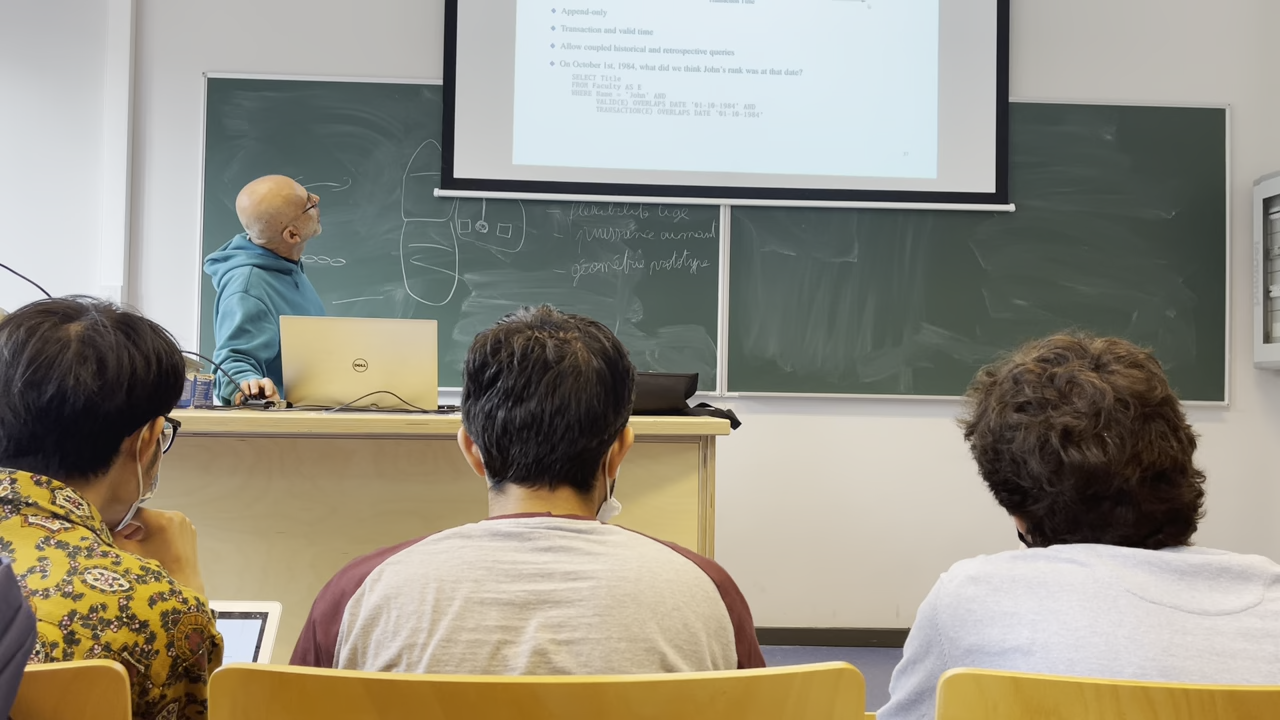 ❖ Append-only
❖ Transaction and valid time
❖ Allow coupled historical and retrospective queries
❖ On October 1st, 1984, what did we think John's rank was at that date?
SELECT Title
FROM Faculty AS E
WHERE Name = 'John' AND
VALID(E) OVERLAPS DATE '01-10-1984' AND
TRANSACTION(E) OVERLAPS DATE '01-10-1984'
- flexibilité
- puissance
- géométrie prototype
DELL